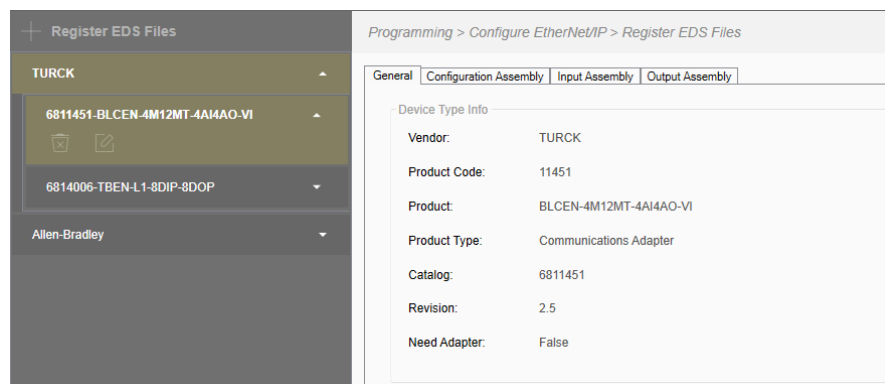 Register EDS Files
TURCK
6811451-BLCEN-4M12MT-4AI4AO-VI
6814006-TBEN-L1-8DIP-8DOP
Allen-Bradley
Programming > Configure EtherNet/IP > Register EDS Files
General Configuration Assembly Input Assembly Output Assembly
Device Type Info
Vendor: TURCK
Product Code: 11451
Product: BLCEN-4M12MT-4AI4AO-VI
Product Type: Communications Adapter
Catalog: 6811451
Revision: 2.5
Need Adapter: False